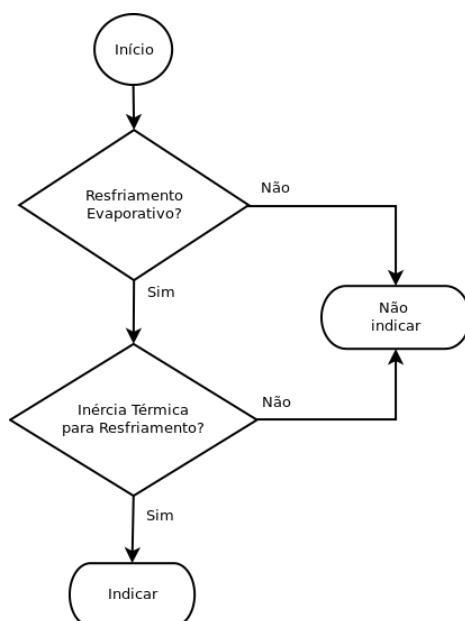 Início
Resfriamento
Evaporativo?
Não
Sim
Não
indicar
Inércia Térmica
para Resfriamento?
Não
Sim
Indicar